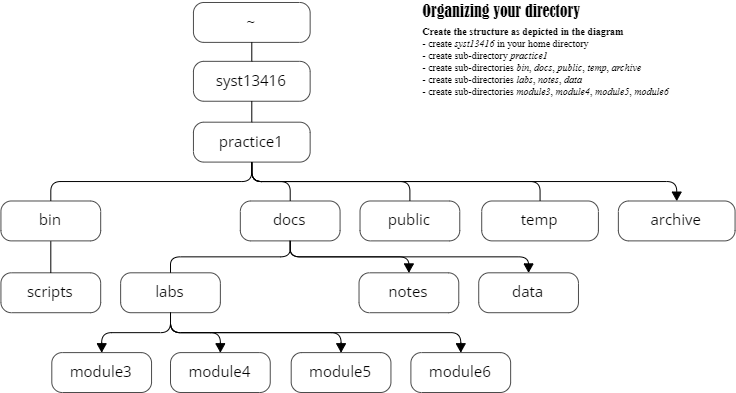 Organizing your directory
Create the structure as depicted in the diagram
- create syst13416 in your home directory
- create sub-directory practice1
- create sub-directories bin, docs, public, temp, archive
- create sub-directories labs, notes, data
- create sub-directories module3, module4, module5, module6
~
syst13416
practice1
bin docs public temp archive
scripts labs notes data
module3 module4 module5 module6